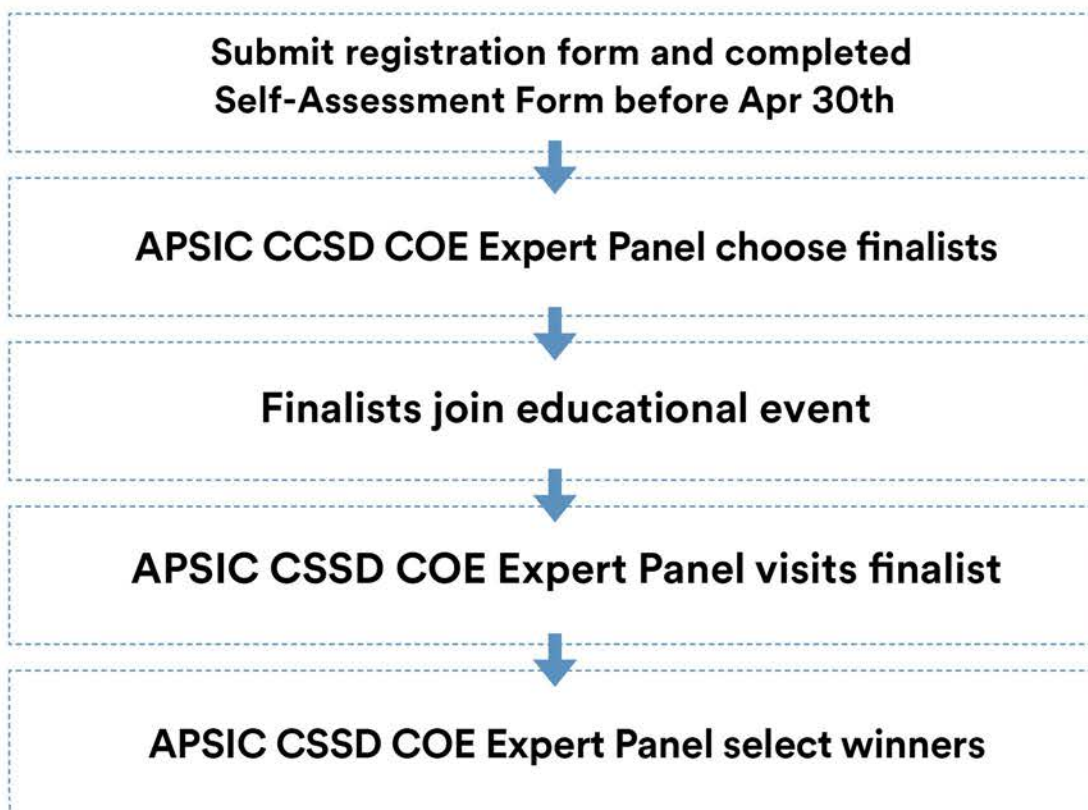 Submit registration form and completed
Self-Assessment Form before Apr 30th
APSIC CCSD COE Expert Panel choose finalists
Finalists join educational event
APSIC CSSD COE Expert Panel visits finalist
APSIC CSSD COE Expert Panel select winners